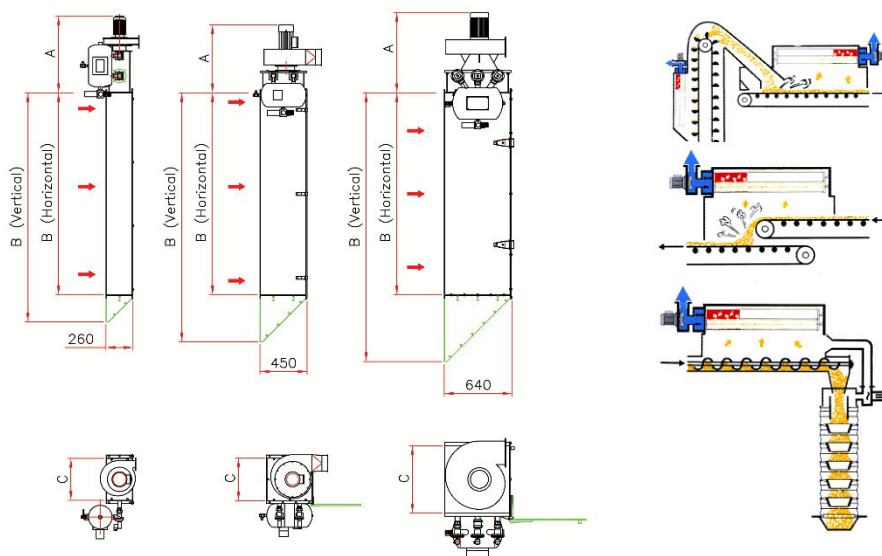 A
B (Vertical)
B (Horizontal)
260
A
B (Vertical)
B (Horizontal)
450
A
B (Vertical)
B (Horizontal)
640
C
C
C